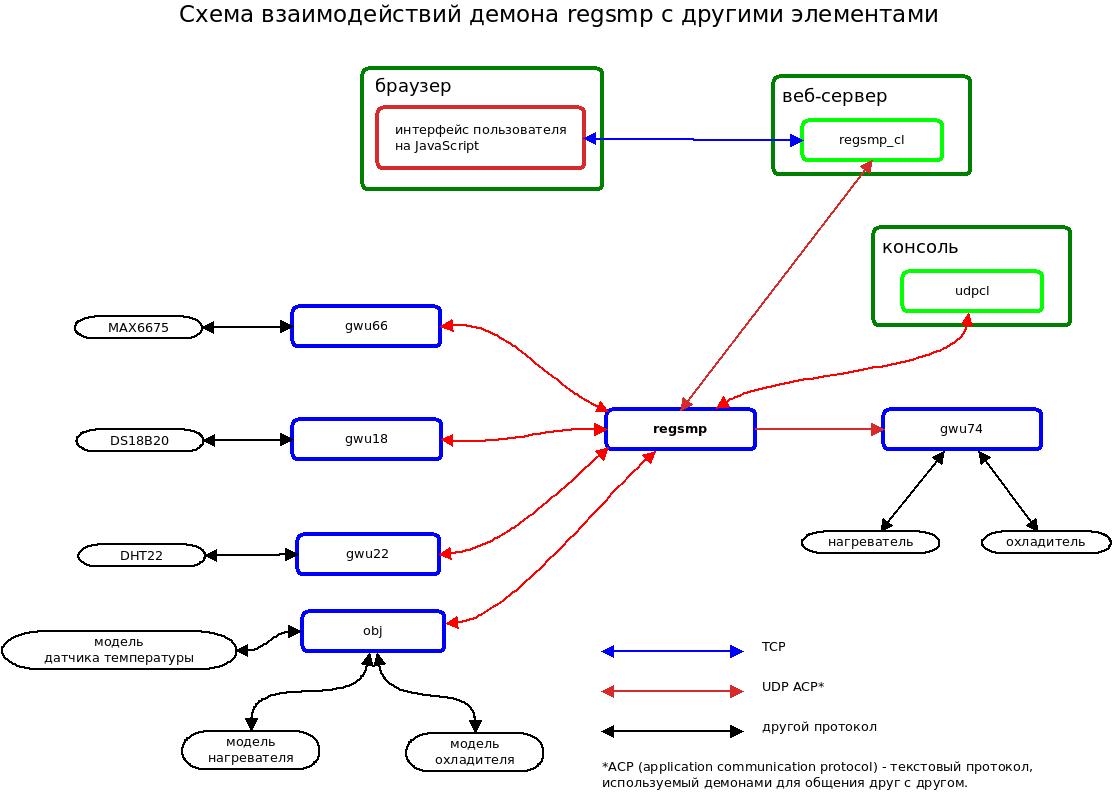 Схема взаимодействий демона regsmp с другими элементами
браузер
интерфейс пользователя
на JavaScript
веб-сервер
regsmp_cl
консоль
udpcl
MAX6675
gwu66
DS18B20
gwu18
regsmp
gwu74
DHT22
gwu22
нагреватель
охладитель
obj
модель
датчика температуры
модель
нагревателя
модель
охладителя
TCP
UDP ACP*
другой протокол
*ACP (application communication protocol) - текстовый протокол,
используемый демонами для общения друг с другом.